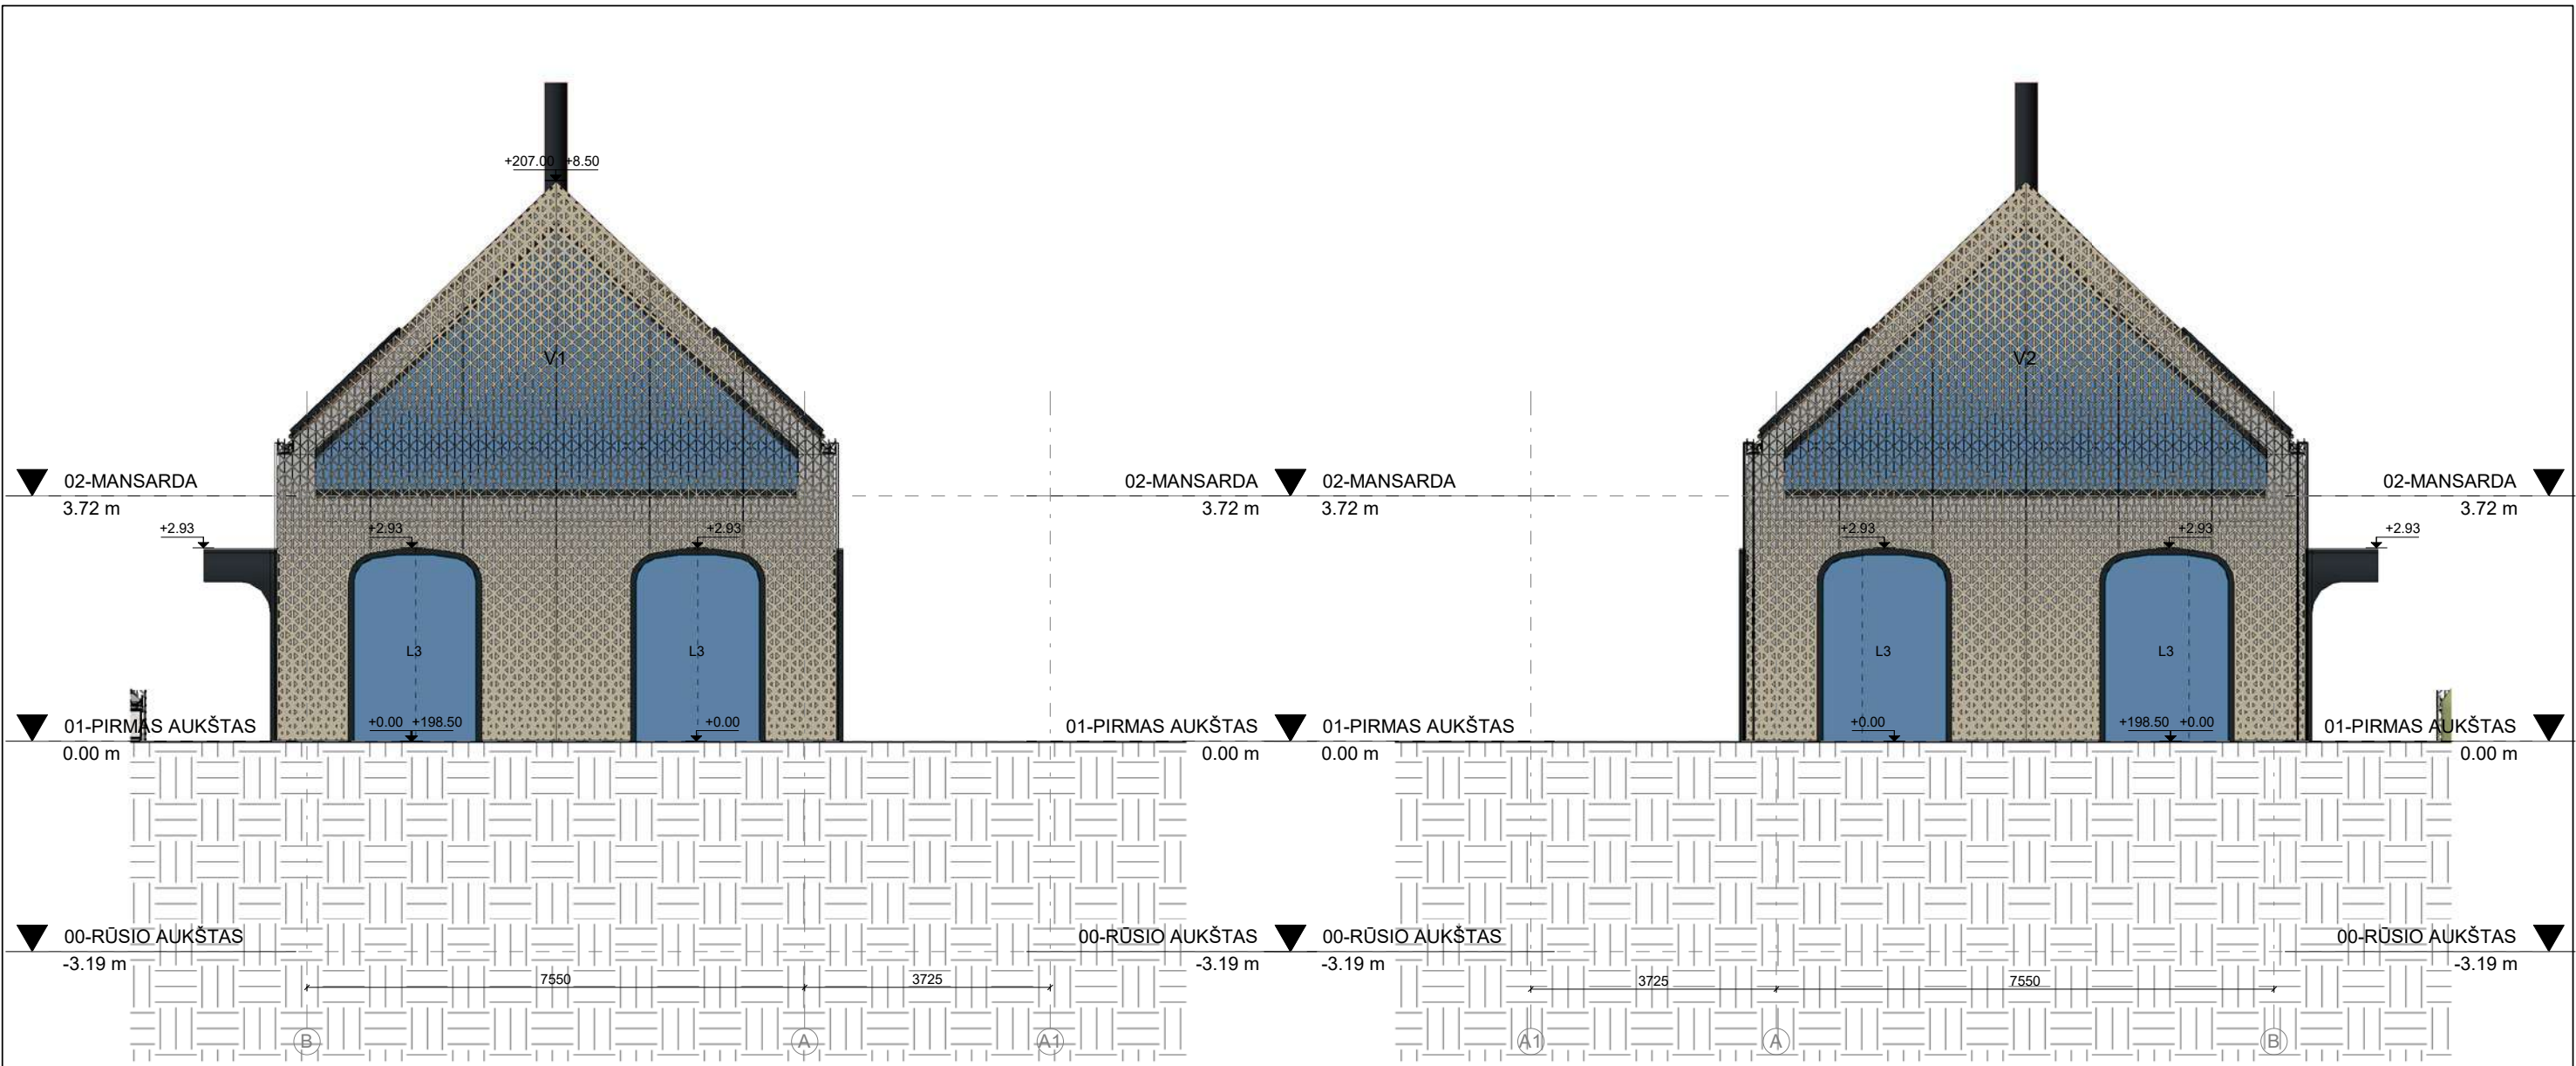 +207.00 +8.50
V1
V2
02-MANSARDA
3.72 m
02-MANSARDA
3.72 m
02-MANSARDA
3.72 m
02-MANSARDA
3.72 m
+2.93
+2.93
+2.93
+2.93
+2.93
+2.93
L3
L3
L3
L3
+0.00 +198.50
+0.00
+0.00
+198.50 +0.00
01-PIRMAS AUKŠTAS
0.00 m
01-PIRMAS AUKŠTAS
0.00 m
01-PIRMAS AUKŠTAS
0.00 m
01-PIRMAS AUKŠTAS
0.00 m
00-RŪSIO AUKŠTAS
-3.19 m
00-RŪSIO AUKŠTAS
-3.19 m
00-RŪSIO AUKŠTAS
-3.19 m
00-RŪSIO AUKŠTAS
-3.19 m
7550
3725
3725
7550
B
A
A1
A1
A
B